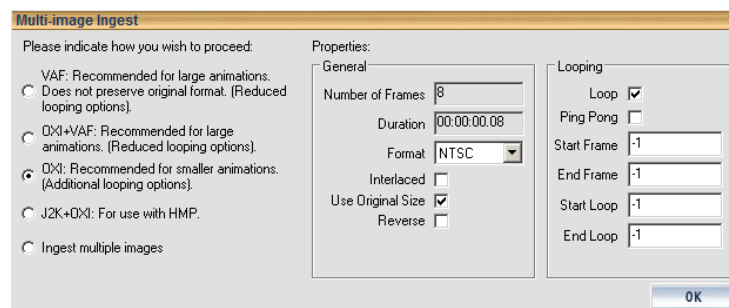 Multi-image Ingest
Please indicate how you wish to proceed:
VAF: Recommended for large animations.
Does not preserve original format. (Reduced
looping options).
OXI+VAF: Recommended for large
animations. (Reduced looping options).
OXI: Recommended for smaller animations.
(Additional looping options).
J2K+OXI: For use with HMP.
Ingest multiple images
Properties:
General
Number of Frames 8
Duration 00:00:00.08
Format NTSC
Interlaced
Use Original Size
Reverse
Looping
Loop
Ping Pong
Start Frame -1
End Frame -1
Start Loop -1
End Loop -1
OK